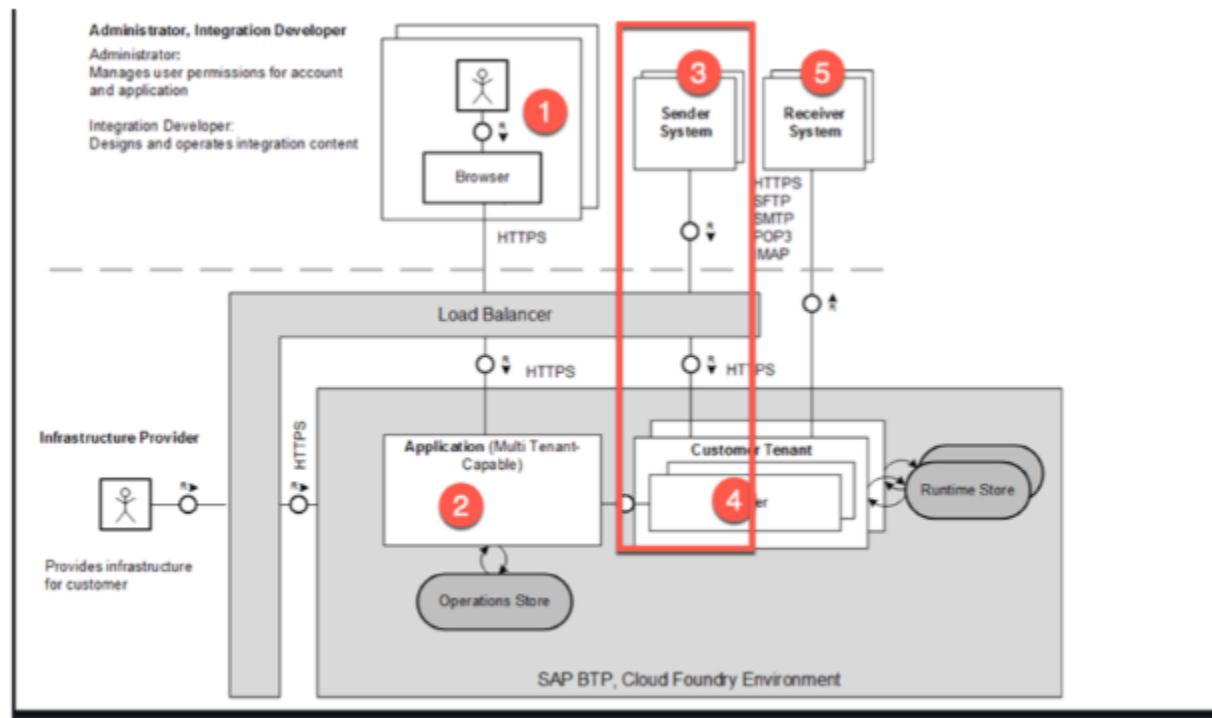 Administrator, Integration Developer
Administrator:
Manages user permissions for account
and application
Integration Developer:
Designs and operates integration content
1
Browser
HTTPS
3
Sender
System
5
Receiver
System
HTTPS
SFTP
SMTP
POP3
IMAP
Load Balancer
HTTPS
HTTPS
HTTPS
Infrastructure Provider
Provides infrastructure
for customer
Application (Multi Tenant-
Capable)
2
Operations Store
Customer Tenant
4
Runtime Store
SAP BTP, Cloud Foundry Environment